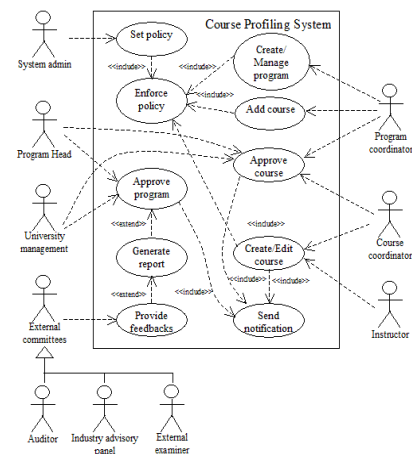 Course Profiling System
Set policy
System admin
<<include>>
<<include>>
Create/
Manage
program
Enforce
policy
<<include>>
Add course
Program Head
Program
coordinator
Approve
course
Approve
program
University
management
<<extend>>
<<include>>
Create/Edit
course
Course
coordinator
Generate
report
<<include>>
<<include>>
<<include>>
<<extend>>
External
committees
Provide
feedbacks
Send
notification
Instructor
Auditor
Industry advisory
panel
External
examiner